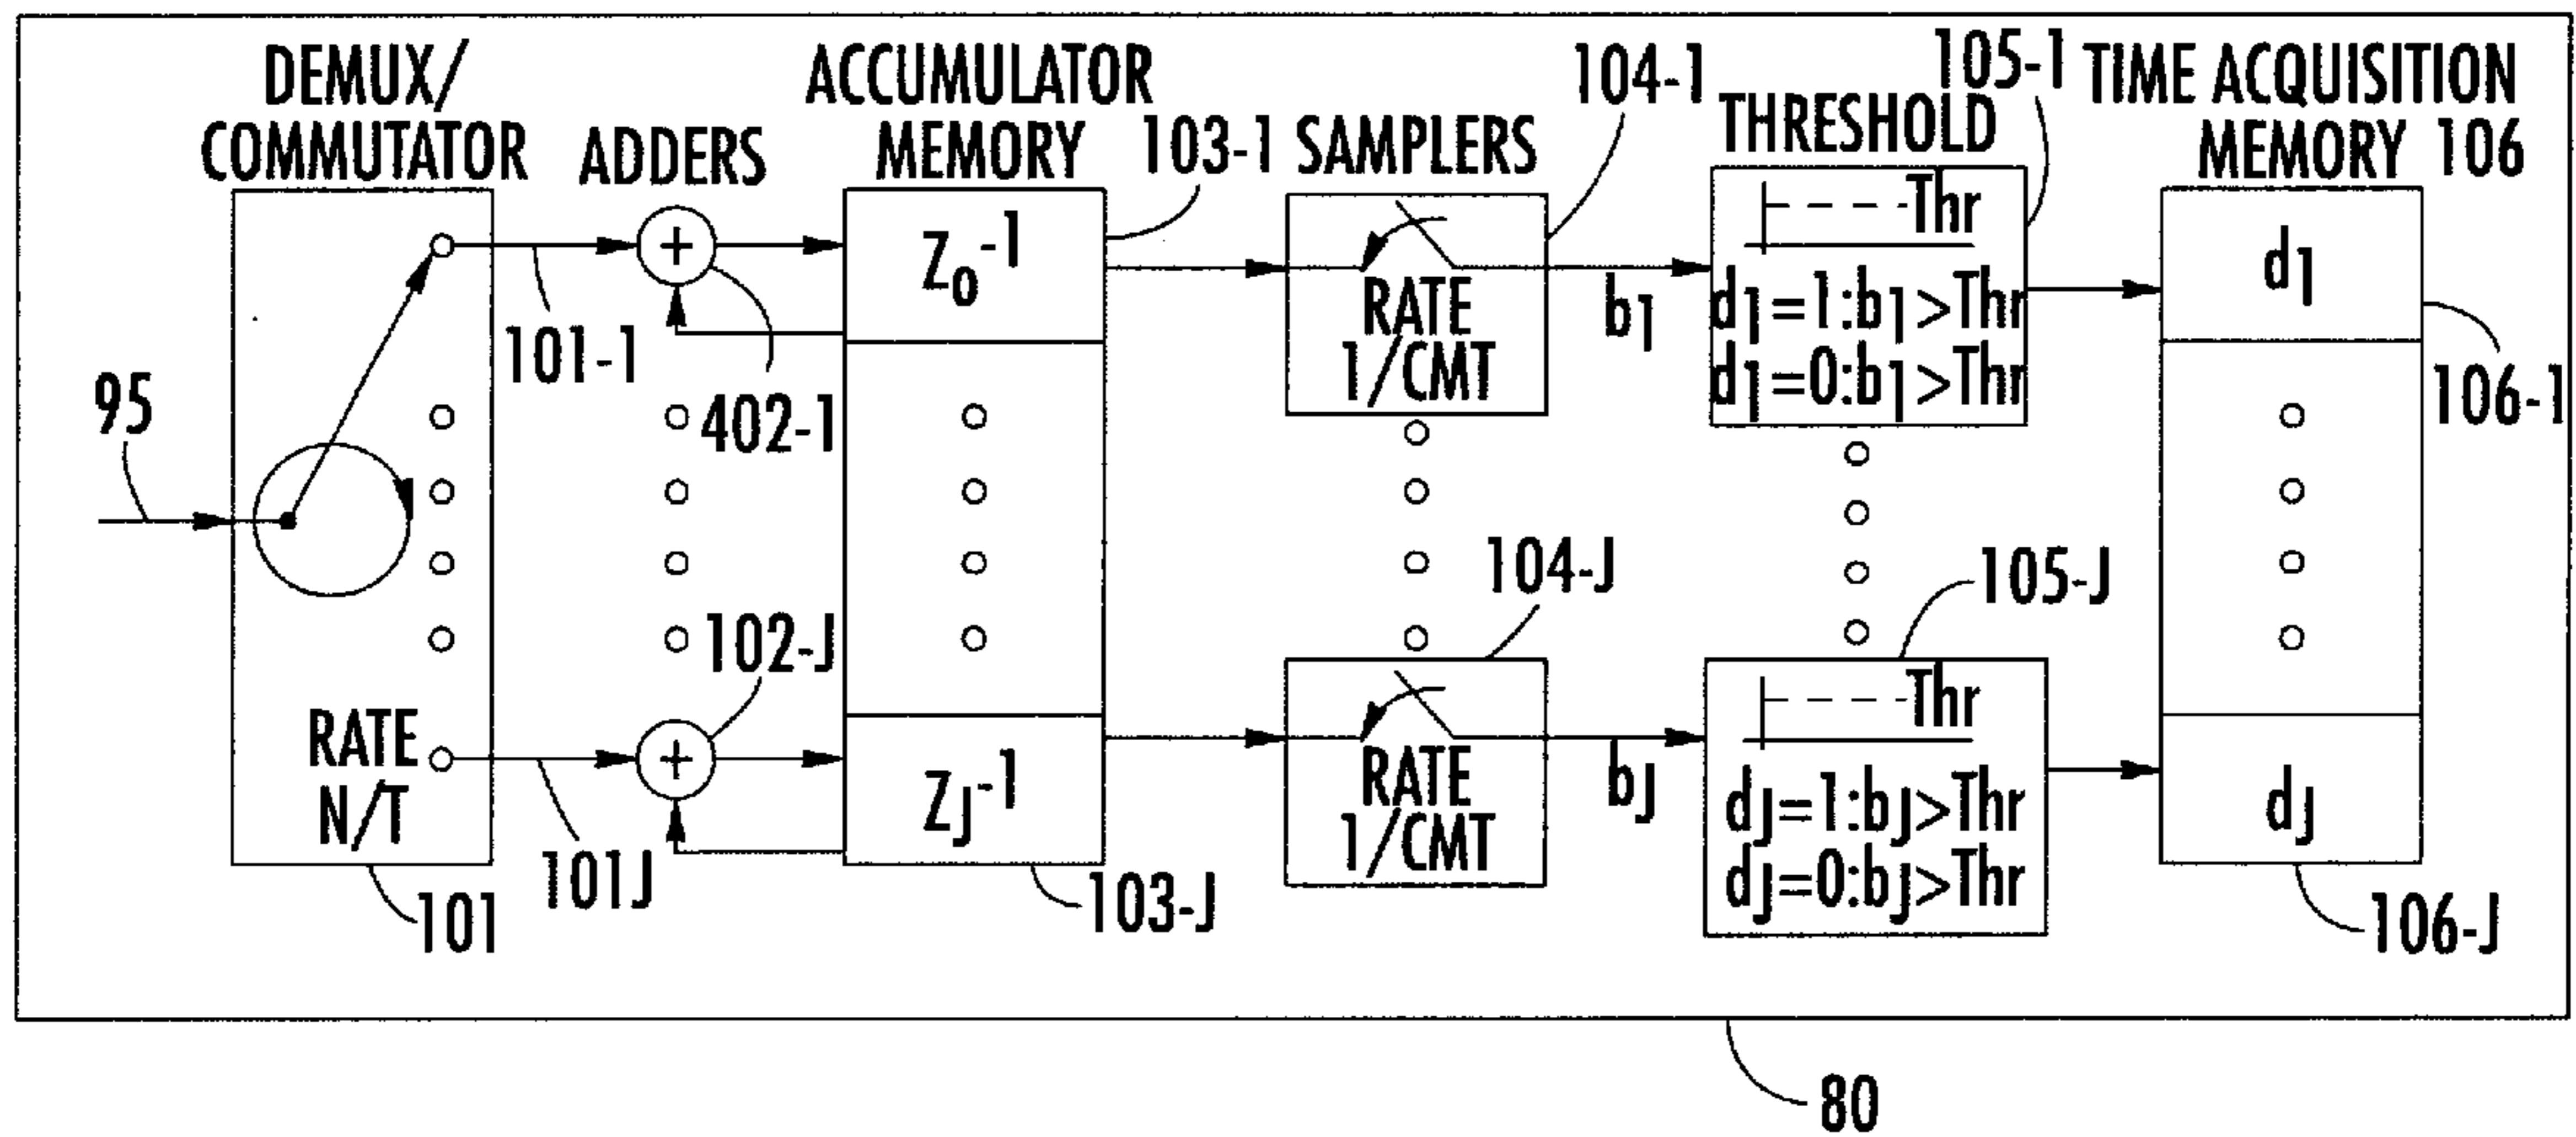 DEMUX/
COMMUTATOR
ADDERS
ACCUMULATOR
MEMORY
103-1
SAMPLERS
104-1
THRESHOLD
105-1
TIME ACQUISITION
MEMORY 106
95
101-1
402-1
Z₀⁻¹
RATE
1/CMT
b₁
Thr
d₁=1:b₁>Thr
d₁=0:b₁>Thr
d₁
106-1
RATE
N/T
101
101J
102-J
Zⱼ⁻¹
103-J
104-J
RATE
1/CMT
bJ
105-J
Thr
dJ=1:bJ>Thr
dJ=0:bJ>Thr
dJ
106-J
80